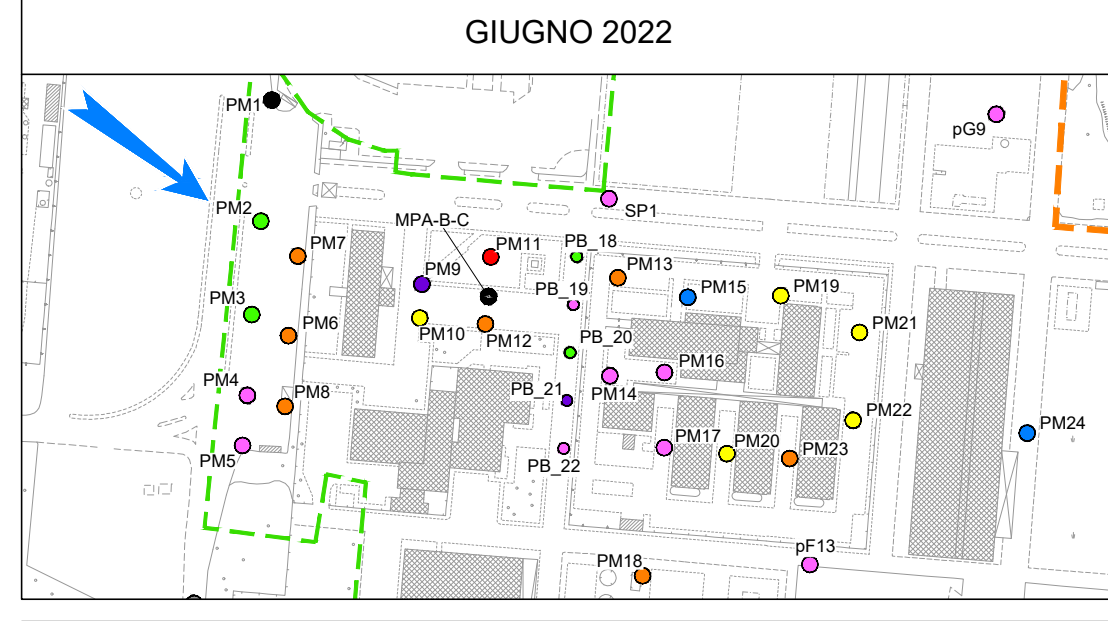 GIUGNO 2022
PM1
pG9
PM2
SP1
MPA-B-C
PM7
PM11
PB_18
PM9
PM13
PB_19
PM15
PM19
PM3
PM6
PM10
PM12
PB_20
PM21
PM16
PM4
PM8
PB_21
PM14
PM22
PM24
PM5
PM17
PM20
PM23
PB_22
pF13
PM18